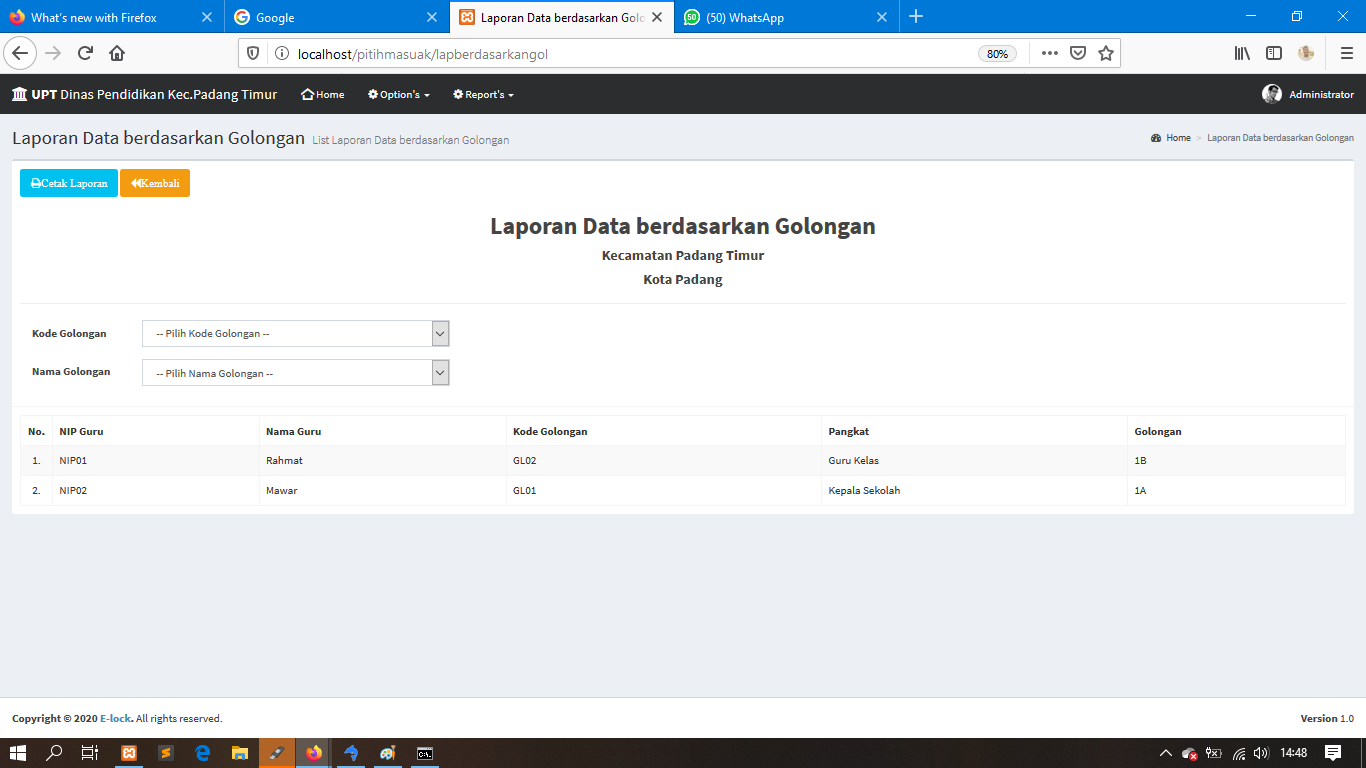 What's new with Firefox
Google
Laporan Data berdasarkan Golo
(50) WhatsApp
localhost/pitihmasuak/lapberdasarkangol
80%
UPT Dinas Pendidikan Kec.Padang Timur
Home
Option's
Report's
Administrator
Laporan Data berdasarkan Golongan List Laporan Data berdasarkan Golongan
Home > Laporan Data berdasarkan Golongan
Cetak Laporan
Kembali
Laporan Data berdasarkan Golongan
Kecamatan Padang Timur
Kota Padang
Kode Golongan -- Pilih Kode Golongan --
Nama Golongan -- Pilih Nama Golongan --
No. NIP Guru Nama Guru Kode Golongan Pangkat Golongan
1. NIP01 Rahmat GL02 Guru Kelas 1B
2. NIP02 Mawar GL01 Kepala Sekolah 1A
Copyright © 2020 E-lock. All rights reserved.
Version 1.0
14:48